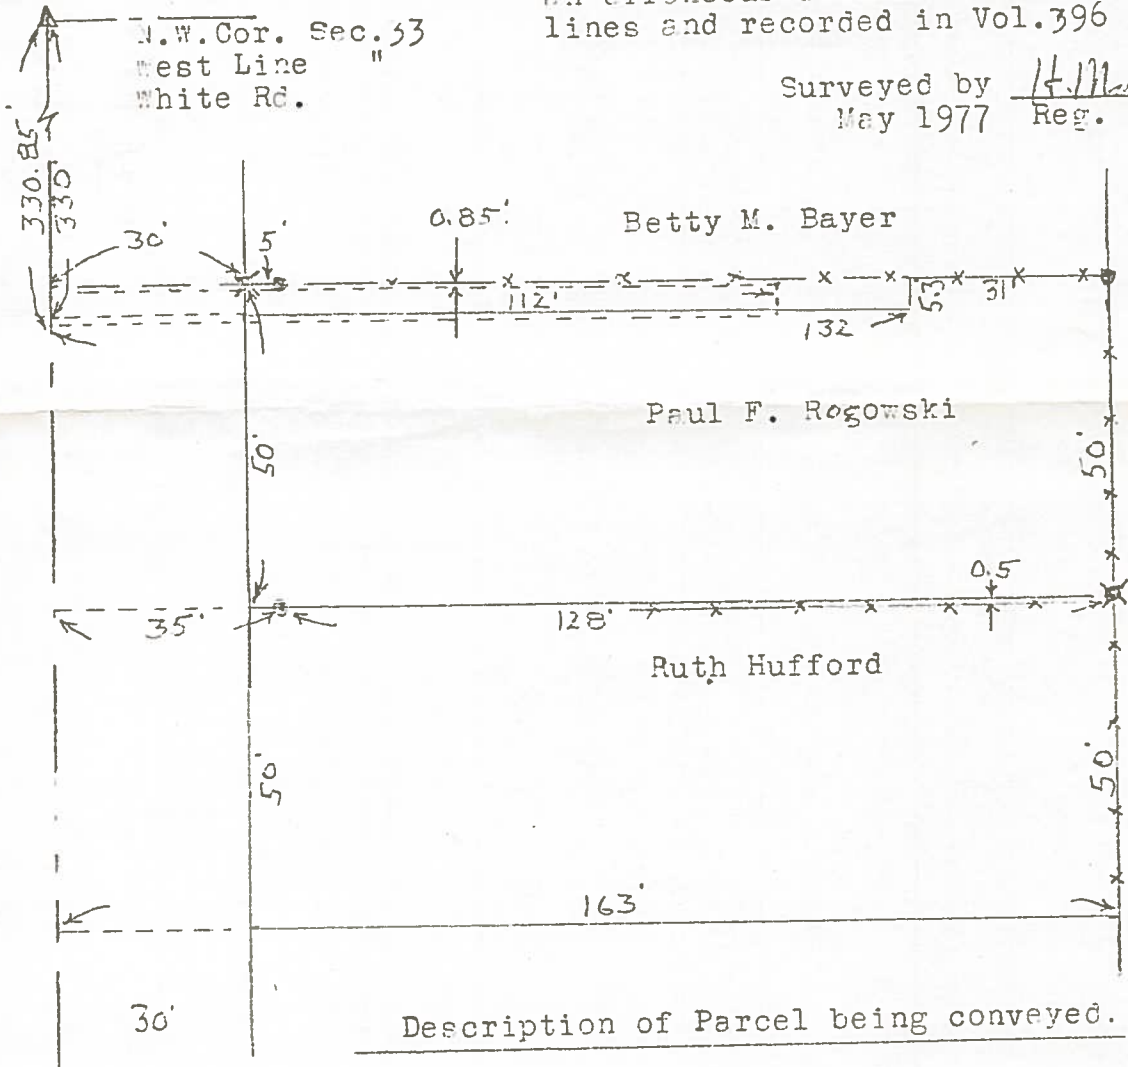 N.W.Cor. Sec.33
West Line "
White Rd.
lines and recorded in Vol.396
Surveyed by
May 1977 Reg.
330.85'
330'
30'
5'
0.85'
Betty M. Bayer
112'
132
5.3
31
Paul F. Rogowski
50'
50'
0.5
35'
128'
Ruth Hufford
50'
50'
163'
30'
Description of Parcel being conveyed.